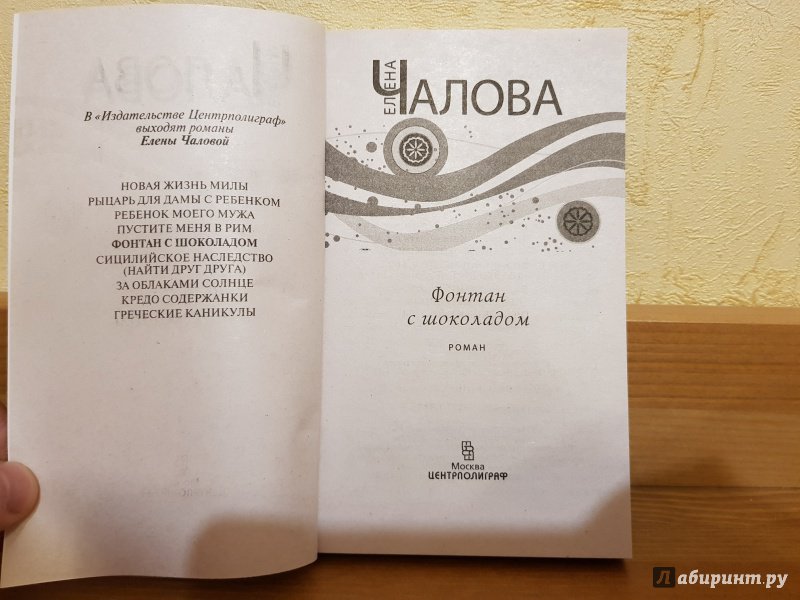 В «Издательстве Центрполиграф»
выходят романы
Елены Чаловой
НОВАЯ ЖИЗНЬ МИЛЫ
РЫЦАРЬ ДЛЯ ДАМЫ С РЕБЕНКОМ
РЕБЕНОК МОЕГО МУЖА
ПУСТИТЕ МЕНЯ В РИМ
ФОНТАН С ШОКОЛАДОМ
СИЦИЛИЙСКОЕ НАСЛЕДСТВО
(НАЙТИ ДРУГ ДРУГА)
ЗА ОБЛАКАМИ СОЛНЦЕ
КРЕДО СОДЕРЖАНКИ
ГРЕЧЕСКИЕ КАНИКУЛЫ
ЕЛЕНА
ЧАЛОВА
Фонтан
с шоколадом
РОМАН
Москва
ЦЕНТРПОЛИГРАФ
Лабиринт.ру